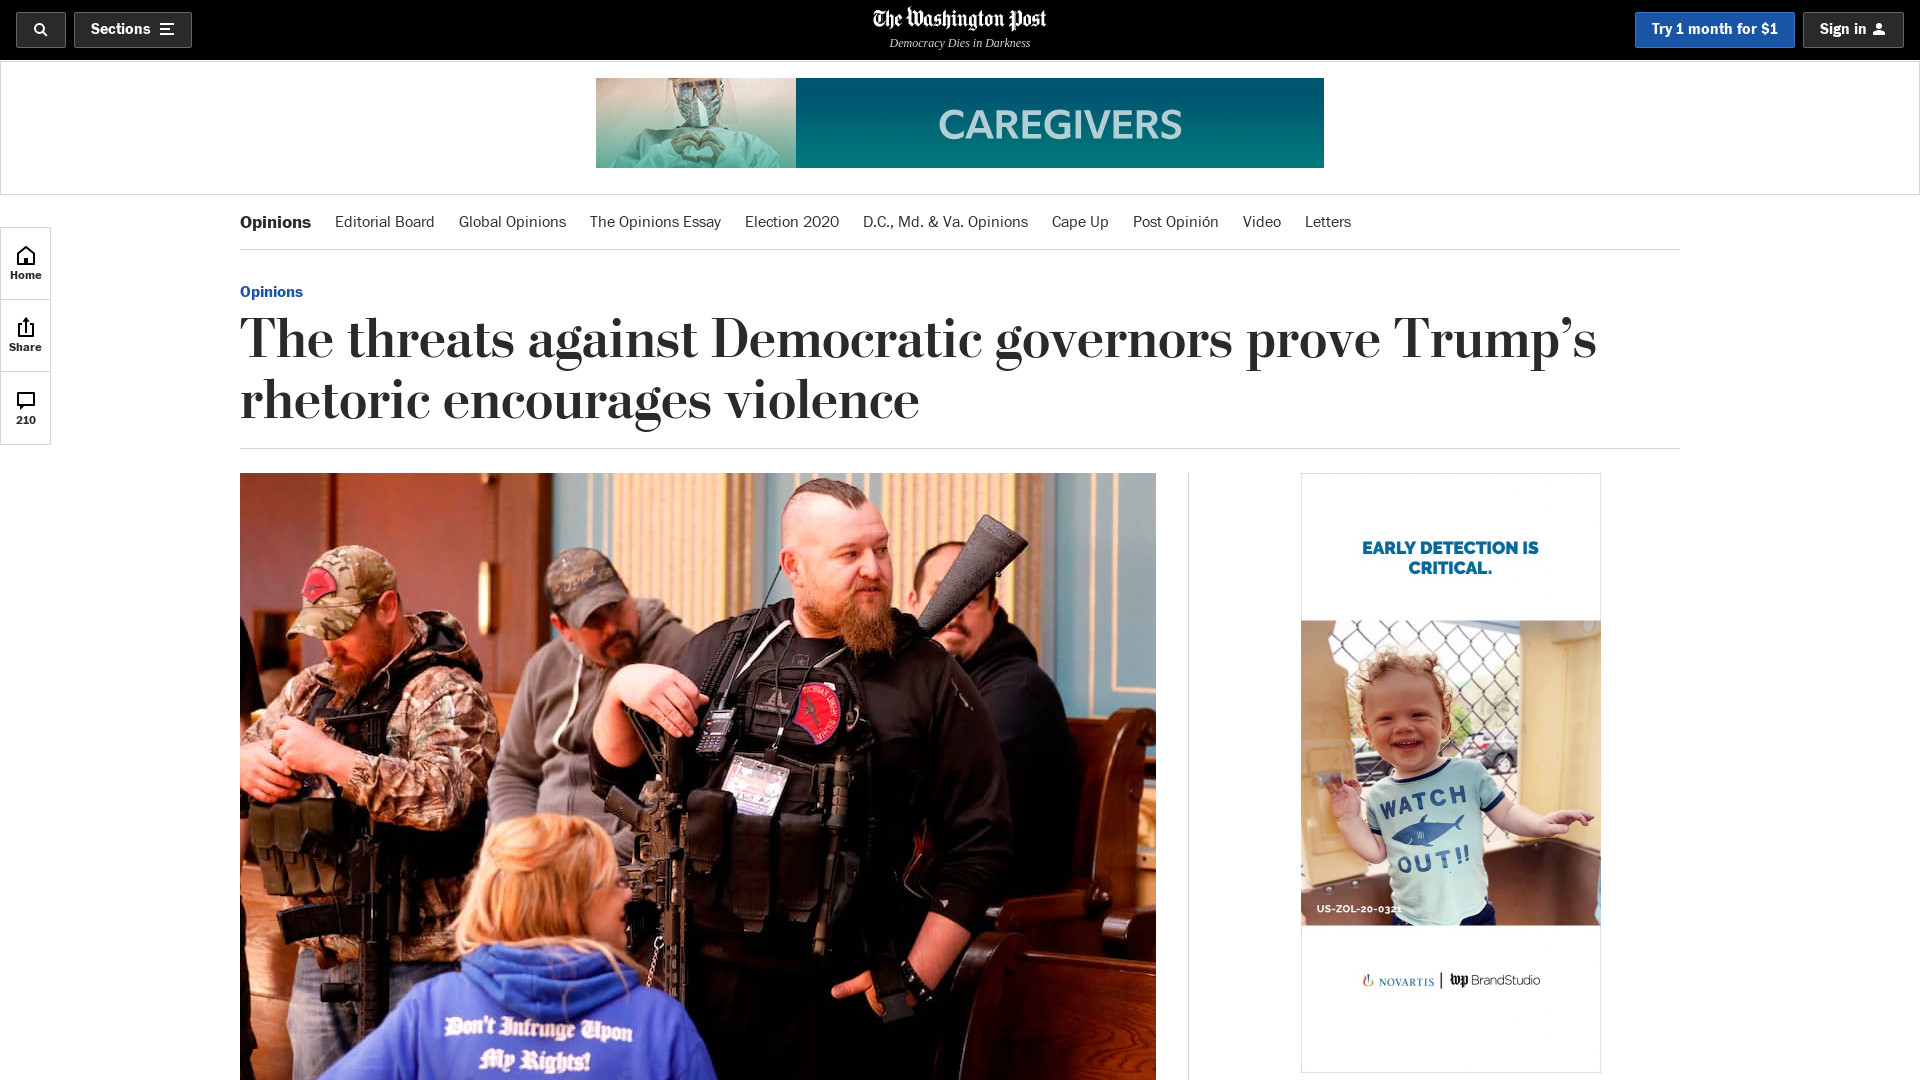 Sections
The Washington Post
Democracy Dies in Darkness
Try 1 month for $1
Sign in
CAREGIVERS
Opinions
Editorial Board
Global Opinions
The Opinions Essay
Election 2020
D.C., Md. & Va. Opinions
Cape Up
Post Opinión
Video
Letters
Home
Share
210
Opinions
The threats against Democratic governors prove Trump’s
rhetoric encourages violence
Don't Infringe Upon
My Rights!
EARLY DETECTION IS
CRITICAL.
WATCH
OUT!!
US-ZOL-20-0321
NOVARTIS | wp BrandStudio